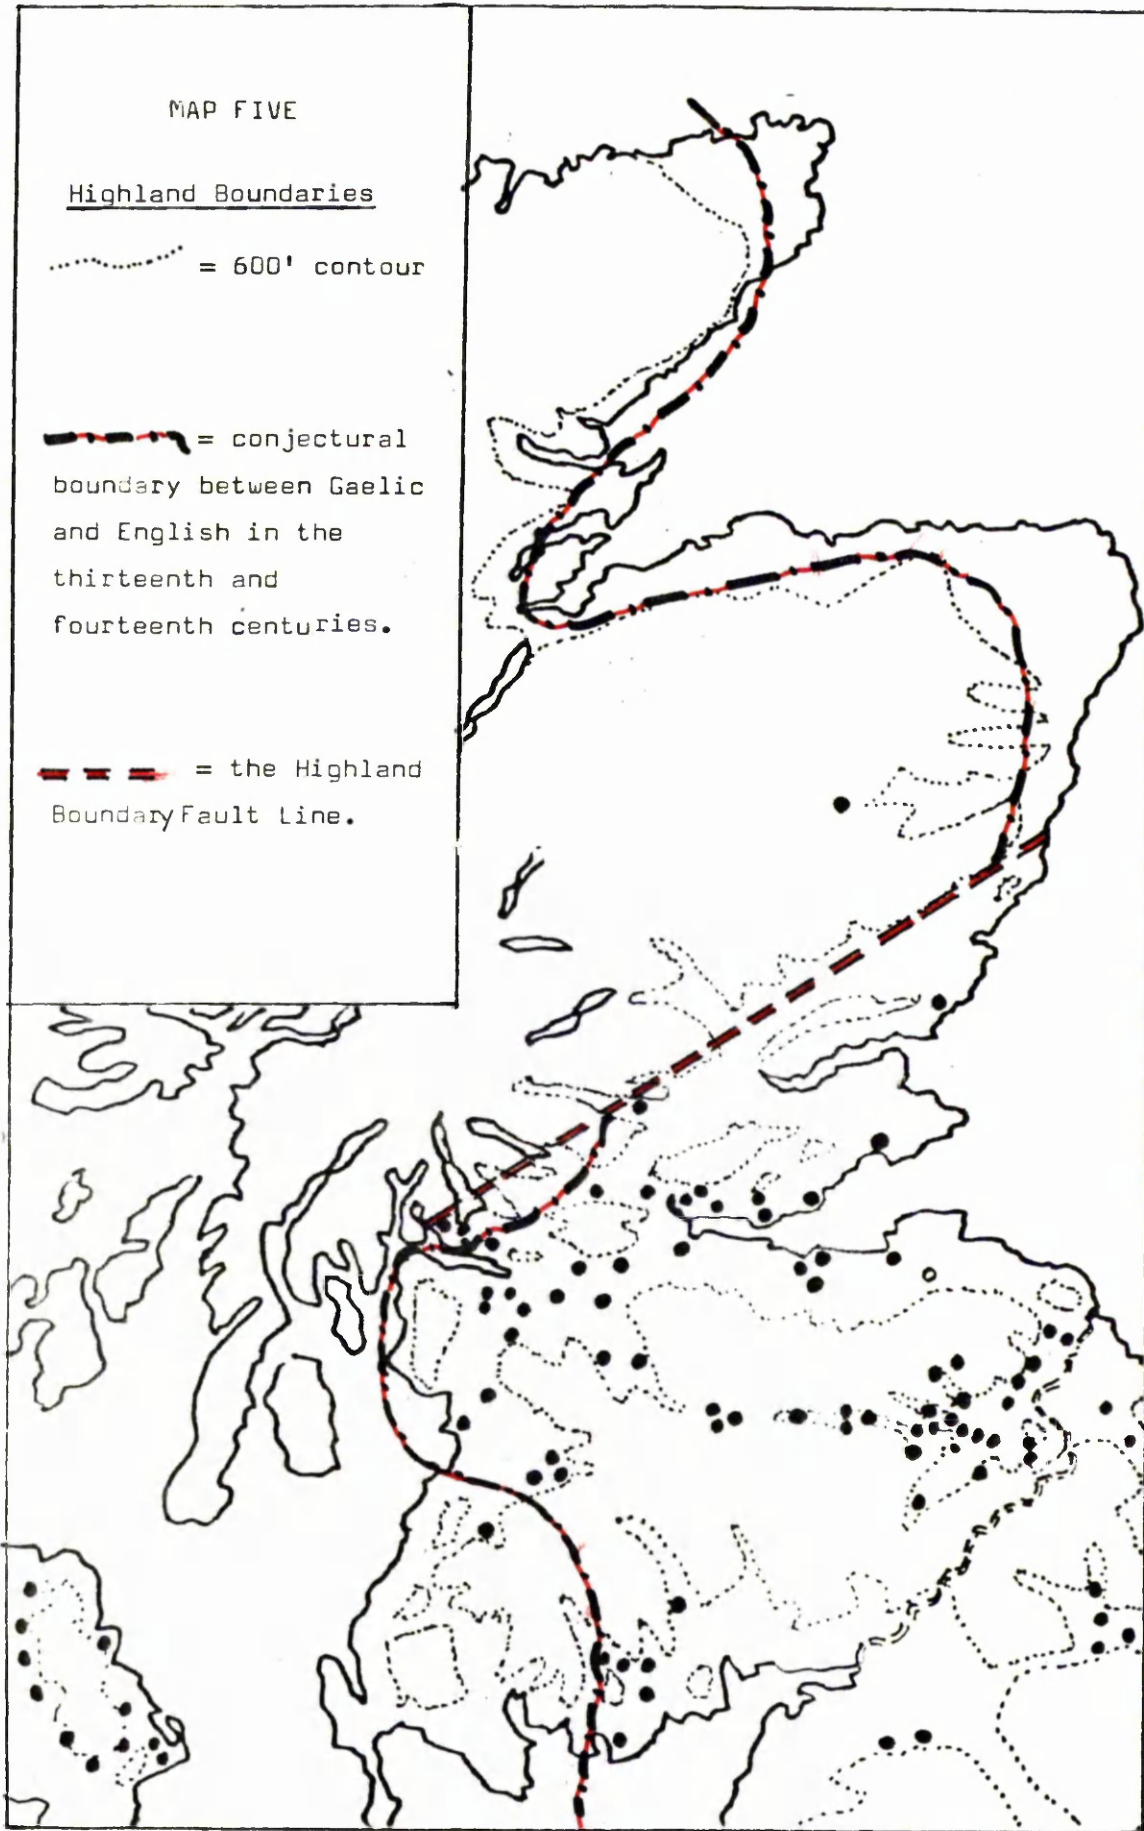 MAP FIVE
Highland Boundaries
= 600' contour
= conjectural
boundary between Gaelic
and English in the
thirteenth and
fourteenth centuries.
= the Highland
Boundary Fault Line.